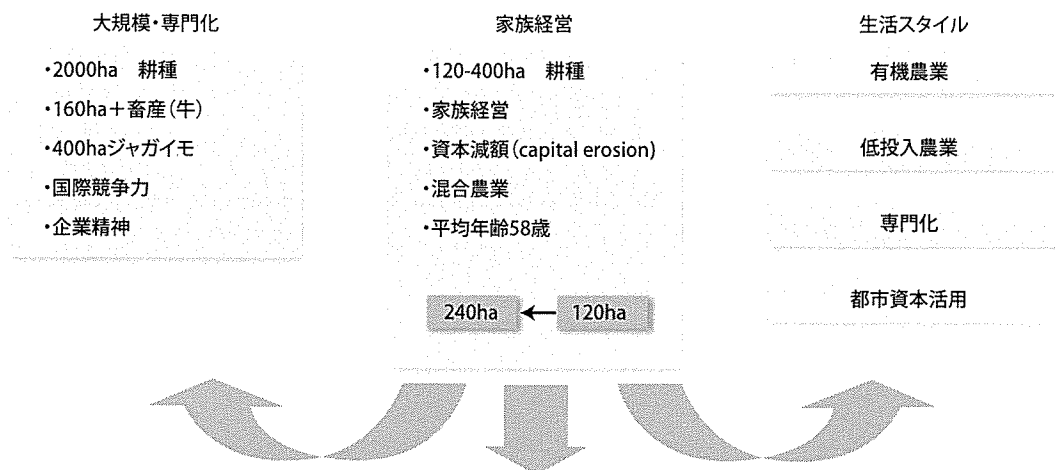 大規模・専門化
・2000ha　耕種
・160ha＋畜産(牛)
・400haジャガイモ
・国際競争力
・企業精神
家族経営
・120-400ha　耕種
・家族経営
・資本減額(capital erosion)
・混合農業
・平均年齢58歳
240ha
120ha
生活スタイル
有機農業
低投入農業
専門化
都市資本活用